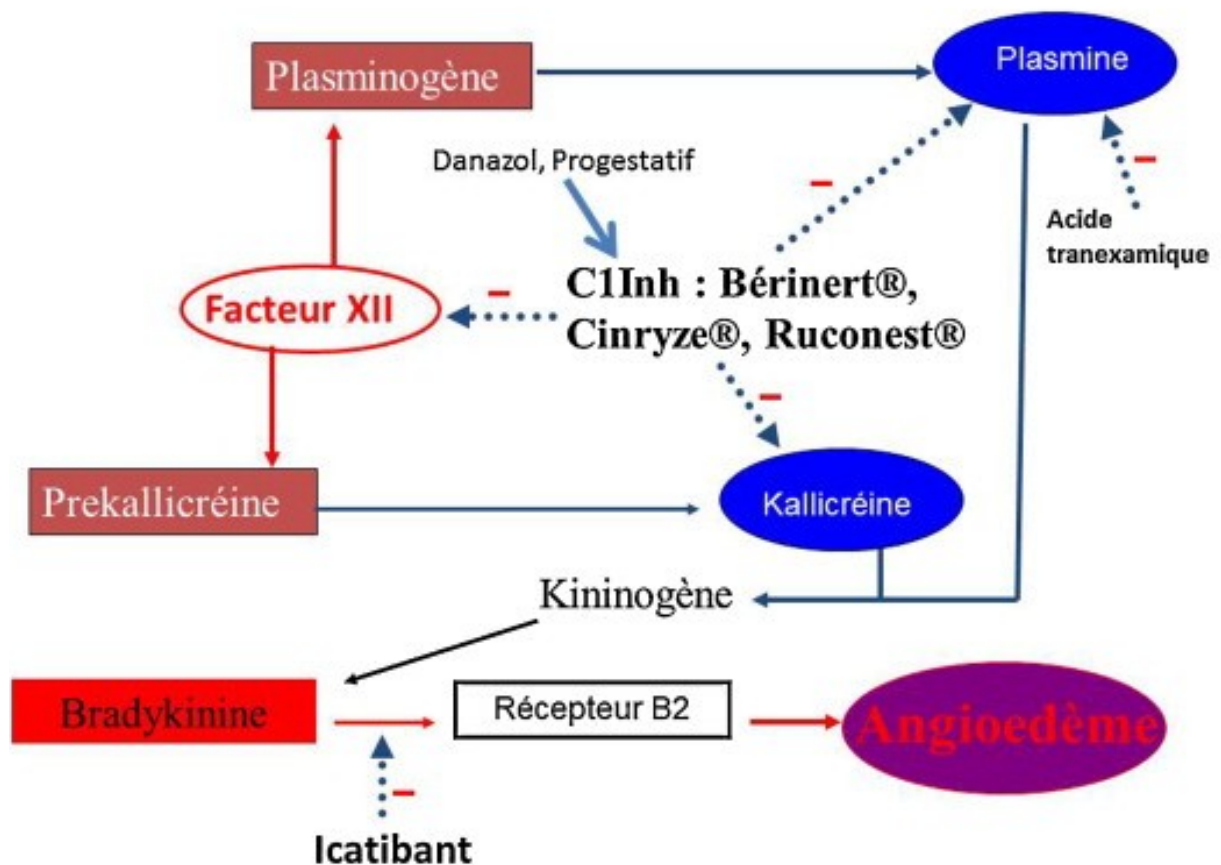 Plasminogène
Plasmine
Danazol, Progestatif
–
–
Acide
tranexamique
C1Inh : Bérinert®,
Cinryze®, Ruconest®
Facteur XII
–
–
Prekallicréine
Kallicréine
Kininogène
Bradykinine
Récepteur B2
Angioedème
–
Icatibant